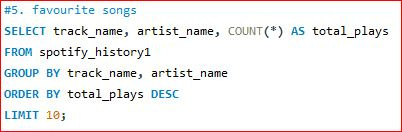 #5. favourite songs
SELECT track_name, artist_name, COUNT(*) AS total_plays
FROM spotify_history1
GROUP BY track_name, artist_name
ORDER BY total_plays DESC
LIMIT 10;